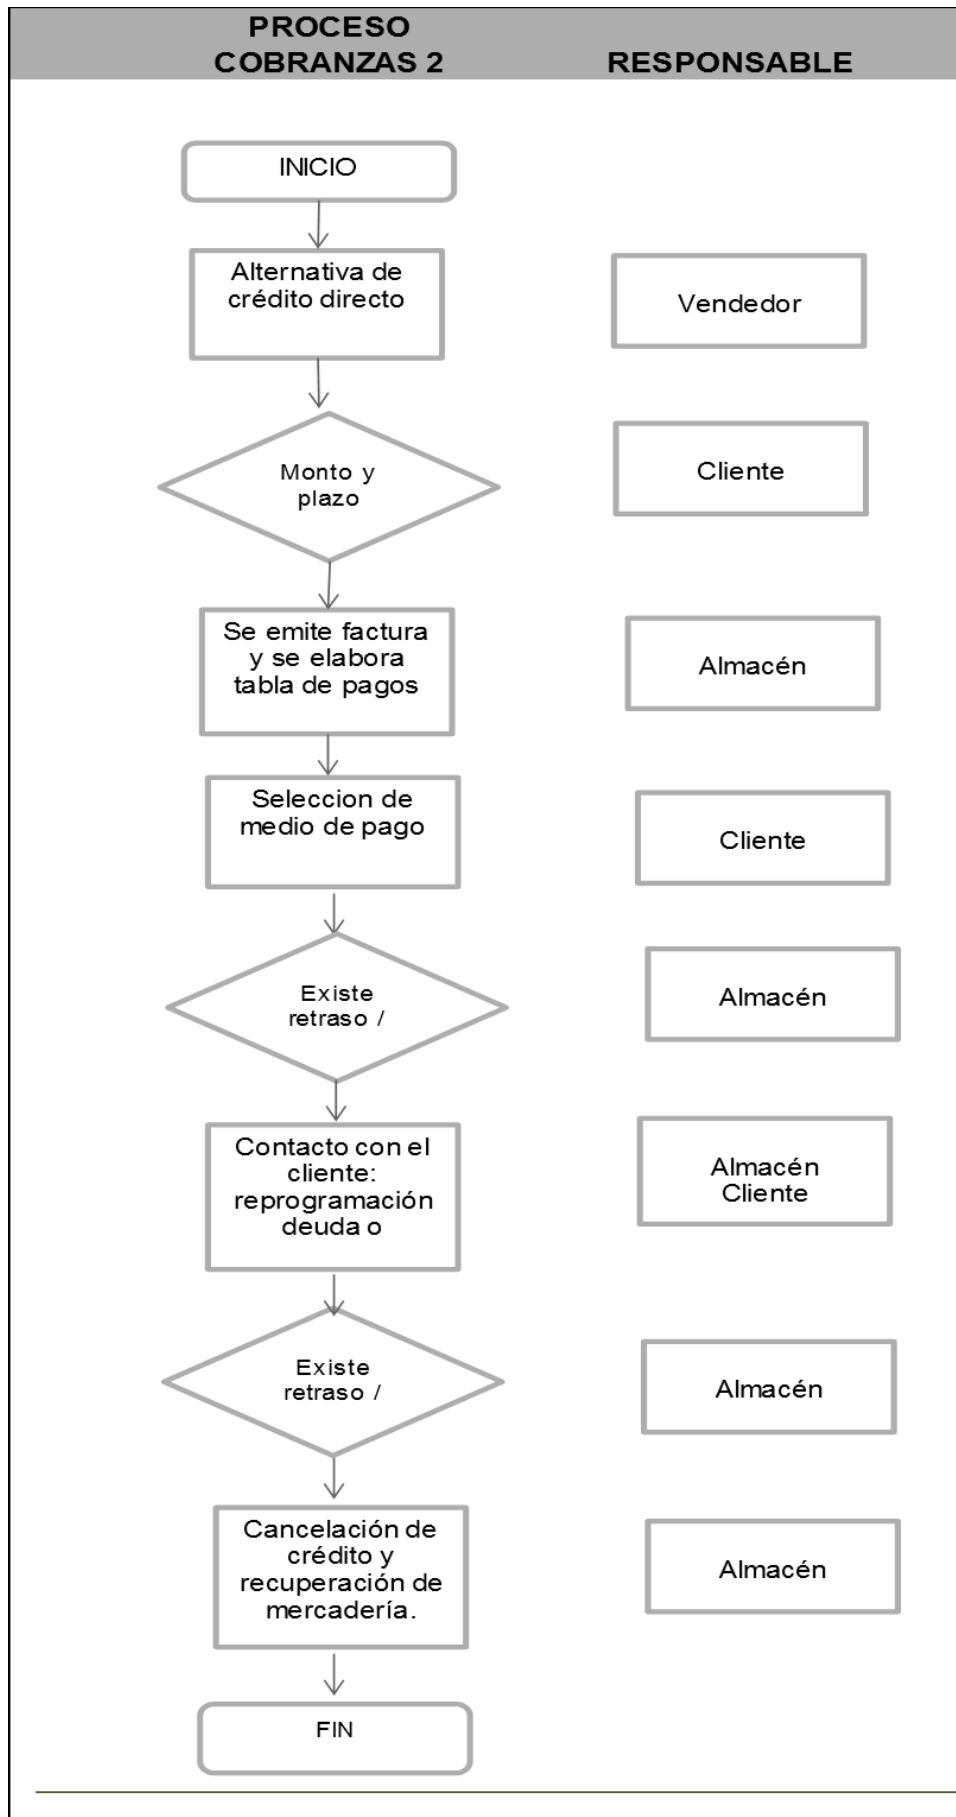 PROCESO
COBRANZAS 2
RESPONSABLE
INICIO
Alternativa de
crédito directo
Vendedor
Monto y
plazo
Cliente
Se emite factura
y se elabora
tabla de pagos
Almacén
Seleccion de
medio de pago
Cliente
Existe
retraso /
Almacén
Contacto con el
cliente:
reprogramación
deuda o
Almacén
Cliente
Existe
retraso /
Almacén
Cancelación de
crédito y
recuperación de
mercadería.
Almacén
FIN